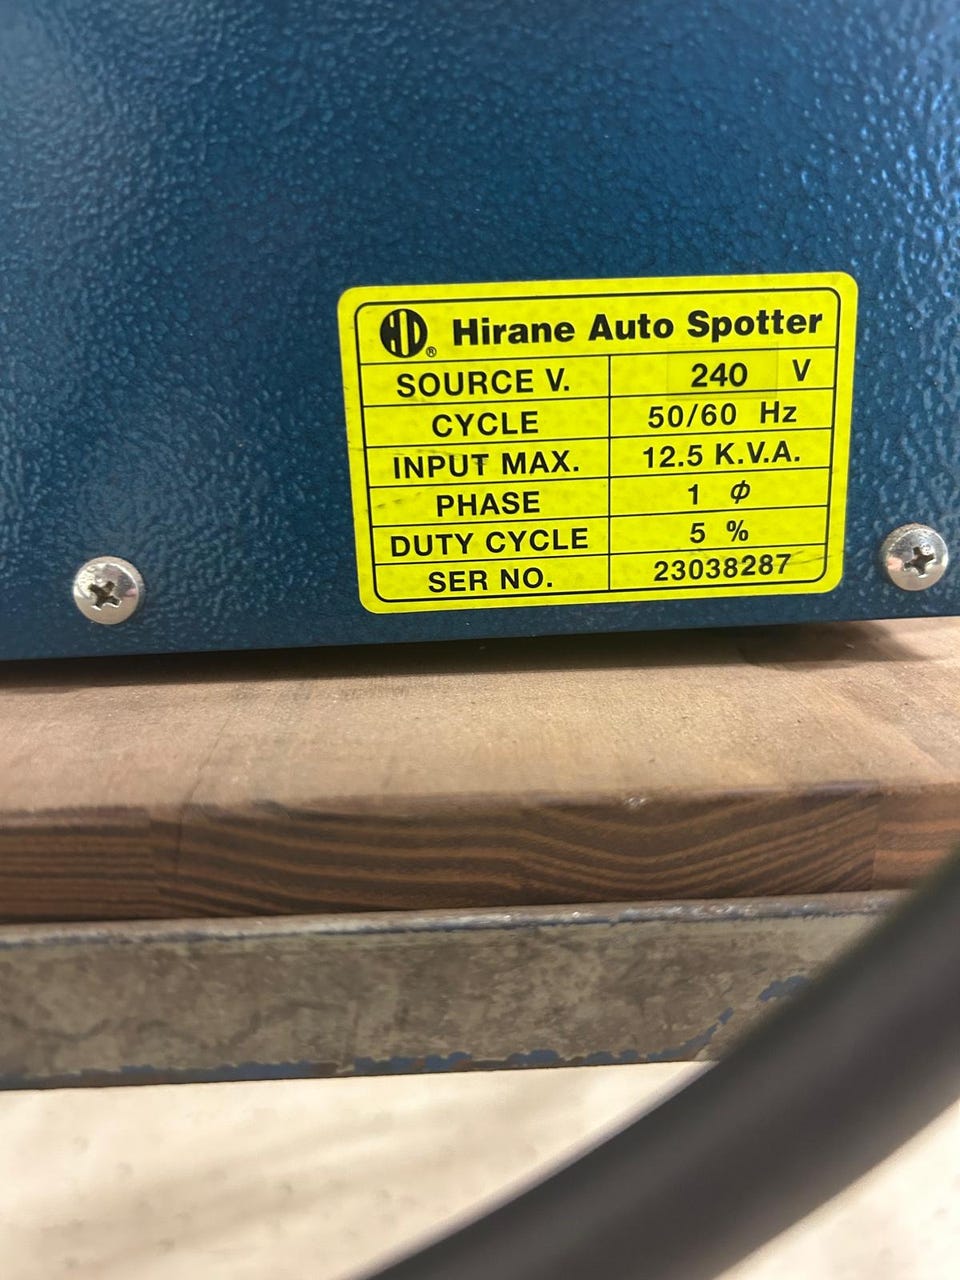 HD® Hirane Auto Spotter
SOURCE V. 240 V
CYCLE 50/60 Hz
INPUT MAX. 12.5 K.V.A.
PHASE 1 Φ
DUTY CYCLE 5 %
SER NO. 23038287